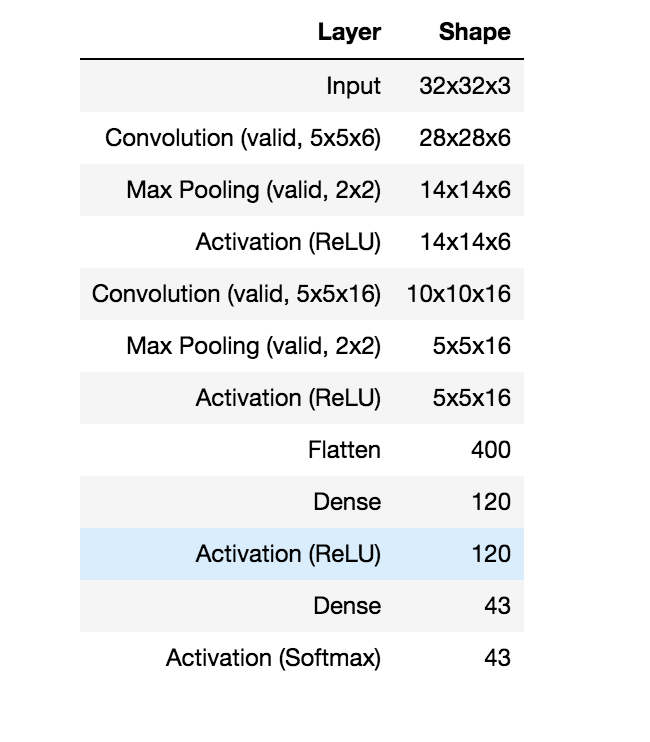 Layer Shape
Input 32x32x3
Convolution (valid, 5x5x6) 28x28x6
Max Pooling (valid, 2x2) 14x14x6
Activation (ReLU) 14x14x6
Convolution (valid, 5x5x16) 10x10x16
Max Pooling (valid, 2x2) 5x5x16
Activation (ReLU) 5x5x16
Flatten 400
Dense 120
Activation (ReLU) 120
Dense 43
Activation (Softmax) 43